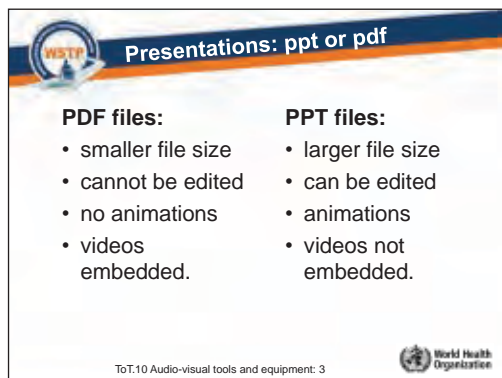 WSTP
Presentations: ppt or pdf
PDF files:
• smaller file size
• cannot be edited
• no animations
• videos
embedded.
PPT files:
• larger file size
• can be edited
• animations
• videos not
embedded.
ToT.10 Audio-visual tools and equipment: 3
World Health
Organization